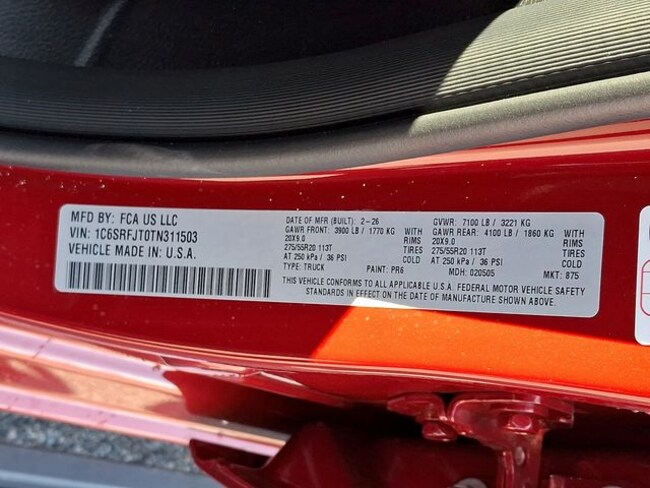 MFD BY: FCA US LLC
VIN: 1C6SRFJT0TN311503
VEHICLE MADE IN: U.S.A.
DATE OF MFR (BUILT): 2-26 GVWR: 7100 LB / 3221 KG
GAWR FRONT: 3900 LB / 1770 KG WITH GAWR REAR: 4100 LB / 1860 KG WITH
20X9.0 RIMS 20X9.0 RIMS
275/55R20 113T TIRES 275/55R20 113T TIRES
AT 250 kPa / 36 PSI COLD AT 250 kPa / 36 PSI COLD
TYPE: TRUCK PAINT: PR6 MDH: 020505 MKT: 875
THIS VEHICLE CONFORMS TO ALL APPLICABLE U.S.A. FEDERAL MOTOR VEHICLE SAFETY
STANDARDS IN EFFECT ON THE DATE OF MANUFACTURE SHOWN ABOVE.